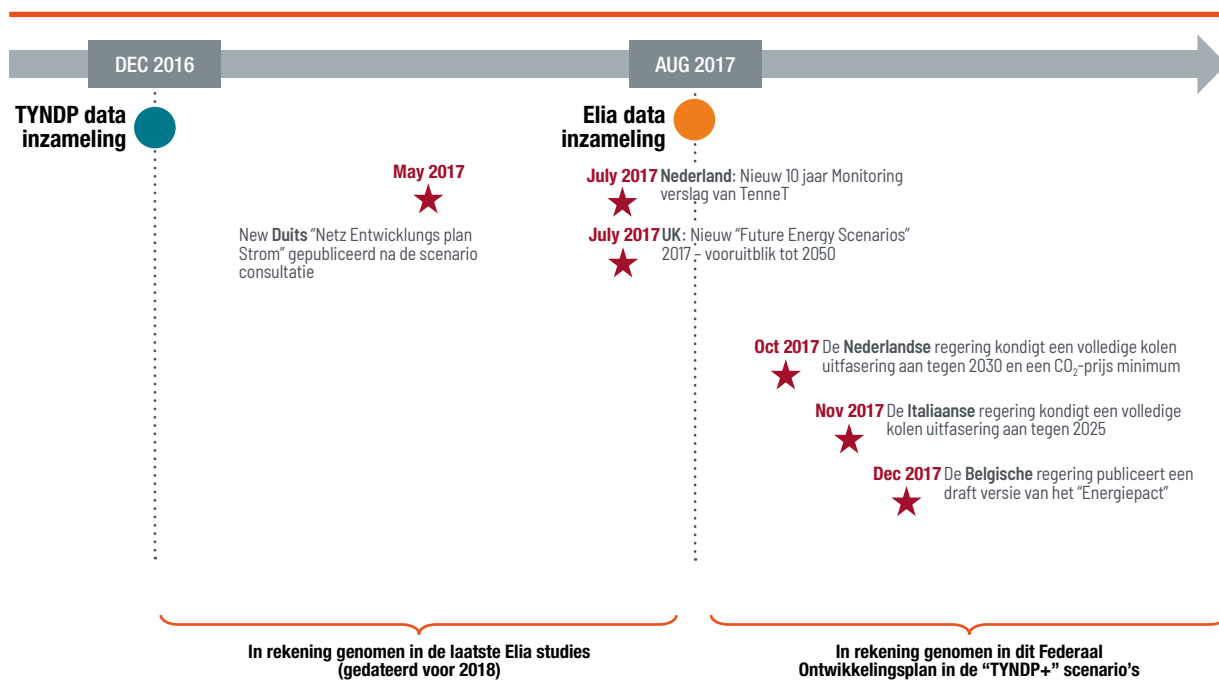 DEC 2016
AUG 2017
TYNDP data
inzameling
Elia data
inzameling
May 2017
New Duits “Netz Entwicklungs plan
Strom” gepubliceerd na de scenario
consultatie
July 2017 Nederland: Nieuw 10 jaar Monitoring
verslag van TenneT
July 2017 UK: Nieuw “Future Energy Scenarios”
2017 – vooruitblik tot 2050
Oct 2017 De Nederlandse regering kondigt een volledige kolen
uitfasering aan tegen 2030 en een CO₂-prijs minimum
Nov 2017 De Italiaanse regering kondigt een volledige
kolen uitfasering aan tegen 2025
Dec 2017 De Belgische regering publiceert een
draft versie van het “Energiepact”
In rekening genomen in de laatste Elia studies
(gedateerd voor 2018)
In rekening genomen in dit Federaal
Ontwikkelingsplan in de “TYNDP+” scenario’s